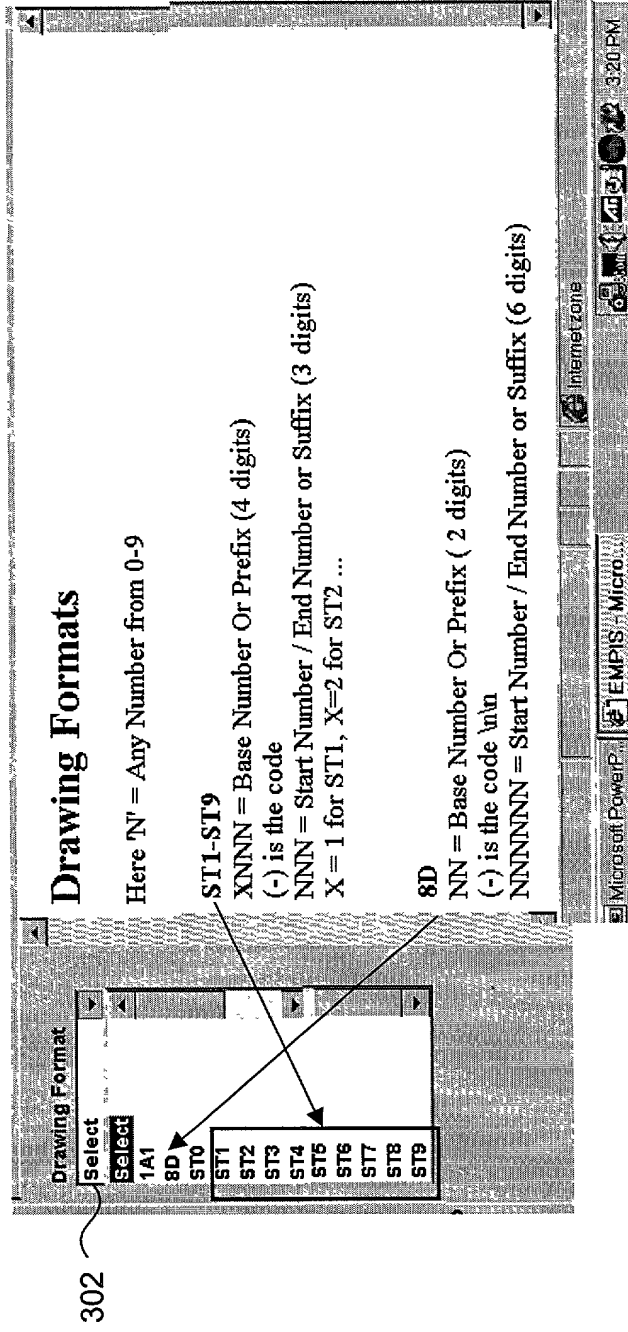 302
Drawing Format
Select
Select
1A1
8D
ST0
ST1
ST2
ST3
ST4
ST5
ST6
ST7
ST8
ST9
Drawing Formats
Here 'N' = Any Number from 0-9
ST1-ST9
XNNN = Base Number Or Prefix (4 digits)
(-) is the code
NNN = Start Number / End Number or Suffix (3 digits)
X = 1 for ST1, X=2 for ST2 ...
8D
NN = Base Number Or Prefix ( 2 digits)
(-) is the code \n\n
NNNNNN = Start Number / End Number or Suffix (6 digits)
Internet zone
Microsoft PowerP...
EMPIS - Micro...
3:20 PM